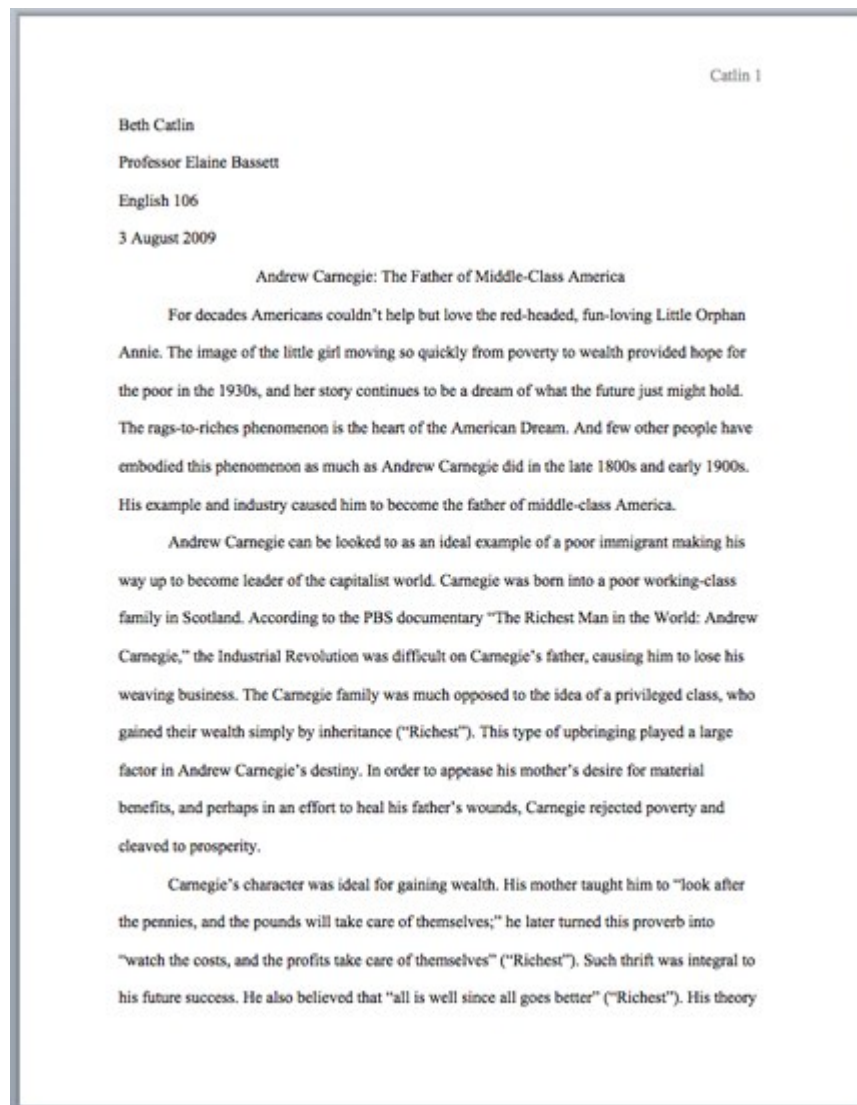 Catlin 1
Beth Catlin
Professor Elaine Bassett
English 106
3 August 2009
Andrew Carnegie: The Father of Middle-Class America
For decades Americans couldn’t help but love the red-headed, fun-loving Little Orphan
Annie. The image of the little girl moving so quickly from poverty to wealth provided hope for
the poor in the 1930s, and her story continues to be a dream of what the future just might hold.
The rags-to-riches phenomenon is the heart of the American Dream. And few other people have
embodied this phenomenon as much as Andrew Carnegie did in the late 1800s and early 1900s.
His example and industry caused him to become the father of middle-class America.
Andrew Carnegie can be looked to as an ideal example of a poor immigrant making his
way up to become leader of the capitalist world. Carnegie was born into a poor working-class
family in Scotland. According to the PBS documentary “The Richest Man in the World: Andrew
Carnegie,” the Industrial Revolution was difficult on Carnegie’s father, causing him to lose his
weaving business. The Carnegie family was much opposed to the idea of a privileged class, who
gained their wealth simply by inheritance (“Richest”). This type of upbringing played a large
factor in Andrew Carnegie’s destiny. In order to appease his mother’s desire for material
benefits, and perhaps in an effort to heal his father’s wounds, Carnegie rejected poverty and
cleaved to prosperity.
Carnegie’s character was ideal for gaining wealth. His mother taught him to “look after
the pennies, and the pounds will take care of themselves;” he later turned this proverb into
“watch the costs, and the profits take care of themselves” (“Richest”). Such thrift was integral to
his future success. He also believed that “all is well since all goes better” (“Richest”). His theory